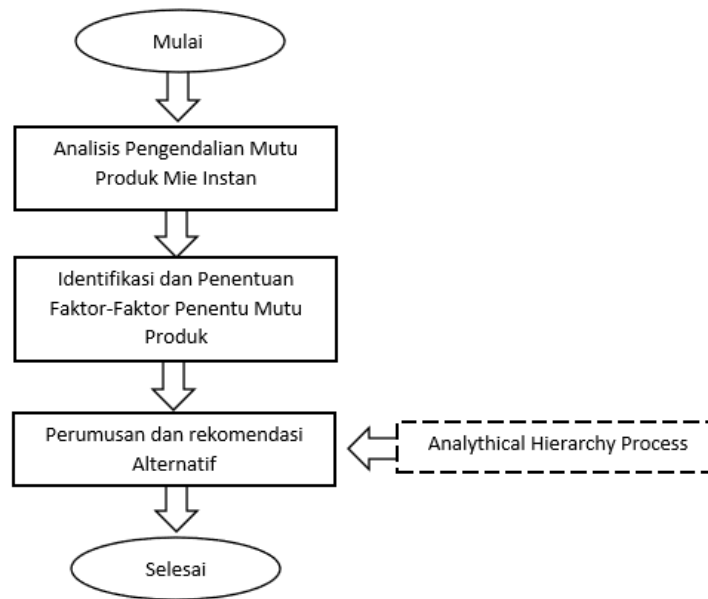 Mulai
Analisis Pengendalian Mutu
Produk Mie Instan
Identifikasi dan Penentuan
Faktor-Faktor Penentu Mutu
Produk
Perumusan dan rekomendasi
Alternatif
Analythical Hierarchy Process
Selesai